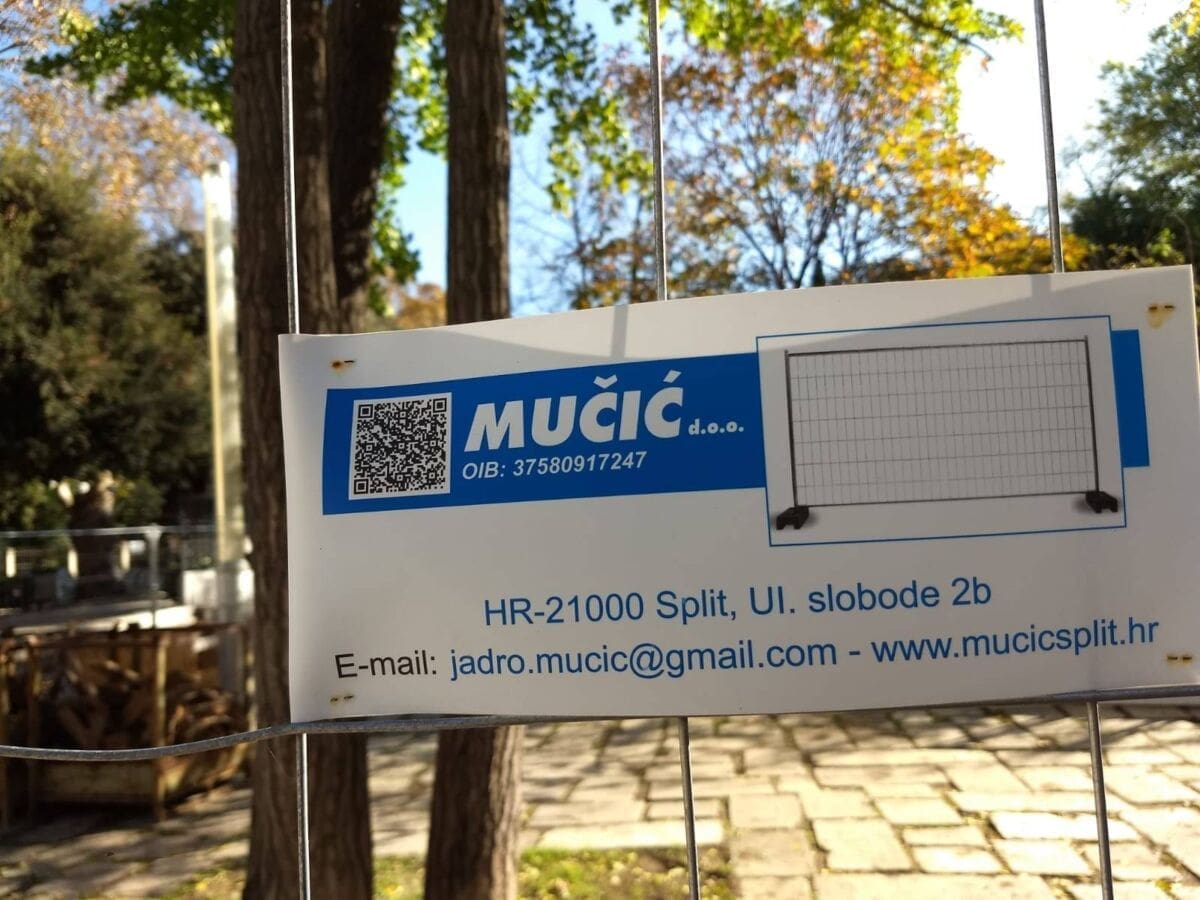 MUČIĆ d.o.o.
OIB: 37580917247
HR-21000 Split, Ul. slobode 2b
E-mail: jadro.mucic@gmail.com - www.mucicsplit.hr